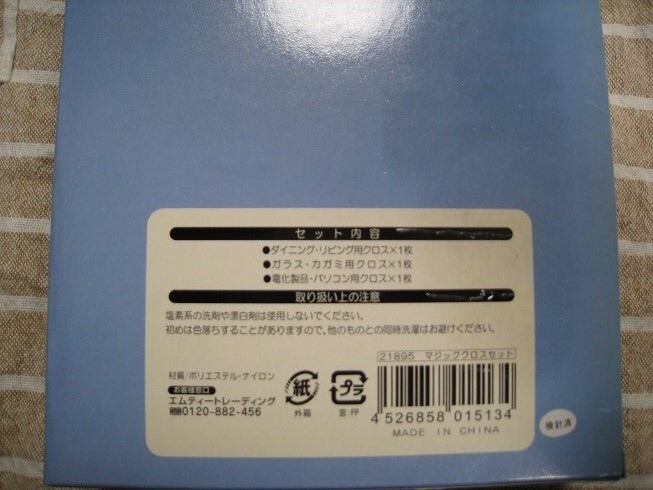 セット内容
●ダイニング・リビング用クロス×1枚
●ガラス・カガミ用クロス×1枚
●電化製品・パソコン用クロス×1枚
取り扱い上の注意
塩素系の洗剤や漂白剤は使用しないでください。
初めは色落ちすることがありますので、他のものとの同時洗濯はお避けください。
21895 マジッククロスセット
材質/ポリエステル・ナイロン
お客様窓口
エムティートレーディング
0120-882-456
紙
外箱
プラ
窓:PP
4 526858 015134
MADE IN CHINA
検針済